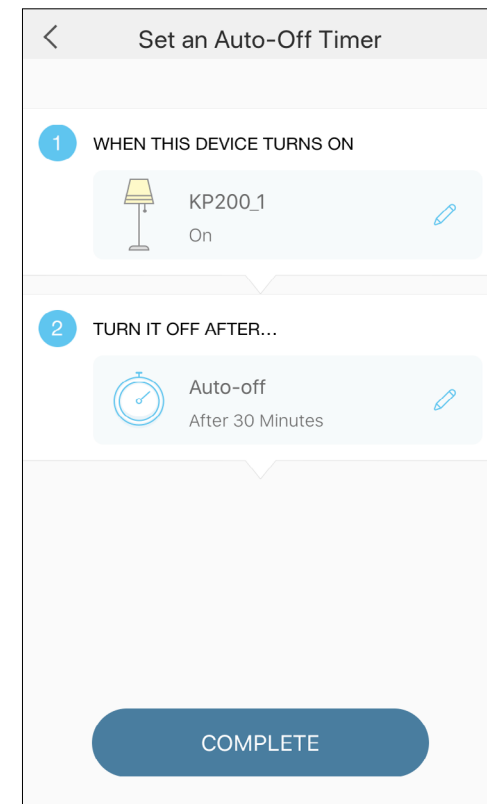 Set an Auto-Off Timer
1
WHEN THIS DEVICE TURNS ON
KP200_1
On
2
TURN IT OFF AFTER...
Auto-off
After 30 Minutes
COMPLETE